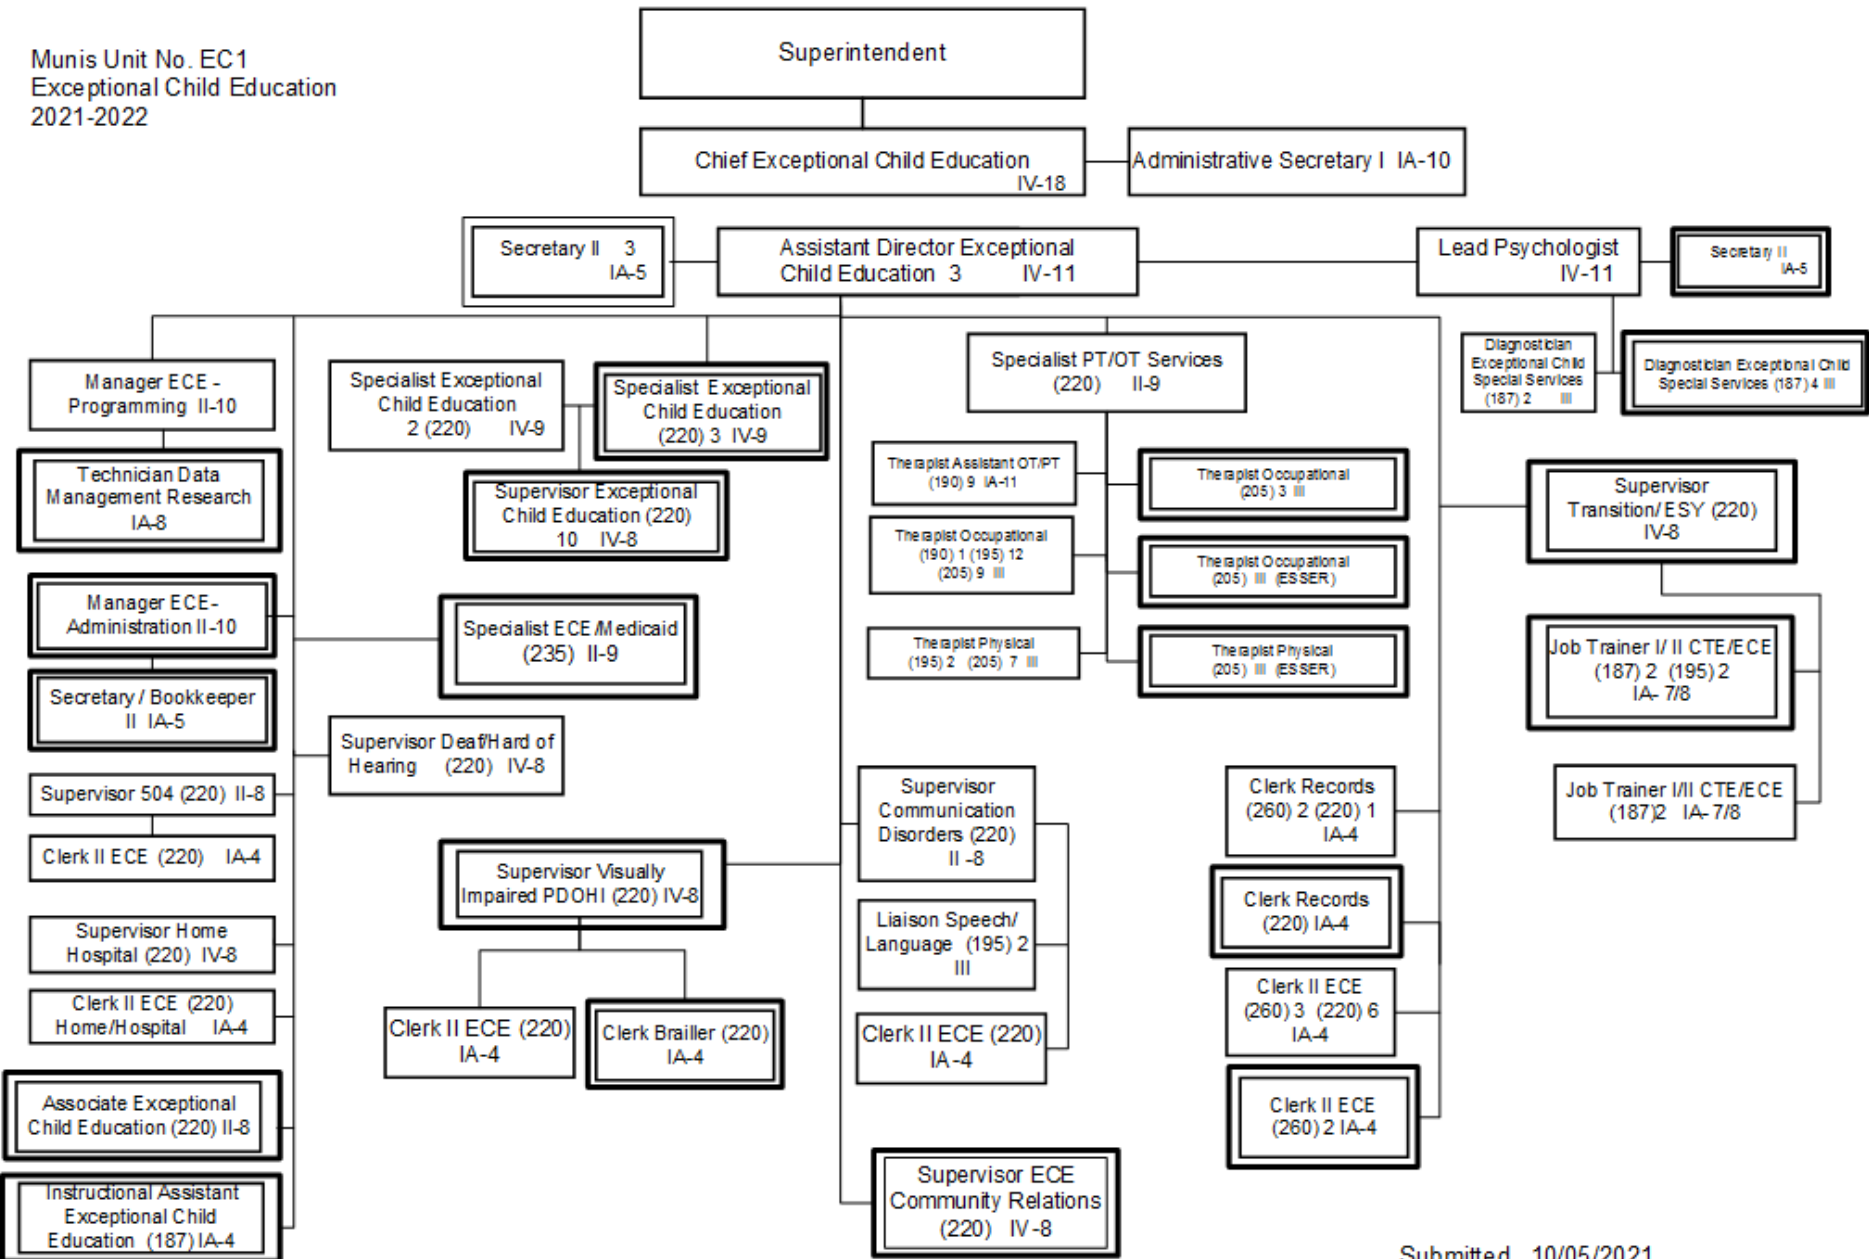 Munis Unit No. EC1
Exceptional Child Education
2021-2022
Superintendent
Chief Exceptional Child Education
IV-18
Administrative Secretary I IA-10
Secretary II 3
IA-5
Assistant Director Exceptional
Child Education 3 IV-11
Lead Psychologist
IV-11
Secretary II
IA-5
Manager ECE -
Programming II-10
Specialist Exceptional
Child Education
2 (220) IV-9
Specialist Exceptional
Child Education
(220) 3 IV-9
Specialist PT/OT Services
(220) II-9
Diagnostician
Exceptional Child
Special Services
(187) 2 III
Diagnostician Exceptional Child
Special Services (187) 4 III
Technician Data
Management Research
IA-8
Supervisor Exceptional
Child Education (220)
10 IV-8
Therapist Assistant OT/PT
(190) 9 IA-11
Therapist Occupational
(205) 3 III
Supervisor
Transition/ESY (220)
IV-8
Therapist Occupational
(190) 1 (195) 12
(205) 9 III
Therapist Occupational
(205) III (ESSER)
Manager ECE-
Administration II-10
Specialist ECE/Medicaid
(235) II-9
Therapist Physical
(195) 2 (205) 7 III
Therapist Physical
(205) III (ESSER)
Job Trainer I/ II CTE/ECE
(187) 2 (195) 2
IA- 7/8
Secretary / Bookkeeper
II IA-5
Supervisor Deaf/Hard of
Hearing (220) IV-8
Supervisor 504 (220) II-8
Supervisor
Communication
Disorders (220)
II -8
Clerk Records
(260) 2 (220) 1
IA-4
Job Trainer I/II CTE/ECE
(187)2 IA- 7/8
Clerk II ECE (220) IA-4
Supervisor Visually
Impaired PDOHI (220) IV-8
Clerk Records
(220) IA-4
Supervisor Home
Hospital (220) IV-8
Liaison Speech/
Language (195) 2
III
Clerk II ECE (220)
Home/Hospital IA-4
Clerk II ECE (220)
IA-4
Clerk Brailler (220)
IA-4
Clerk II ECE (220)
IA-4
Clerk II ECE
(260) 3 (220) 6
IA-4
Associate Exceptional
Child Education (220) II-8
Clerk II ECE
(260) 2 IA-4
Instructional Assistant
Exceptional Child
Education (187) IA-4
Supervisor ECE
Community Relations
(220) IV-8
Submitted 10/05/2021